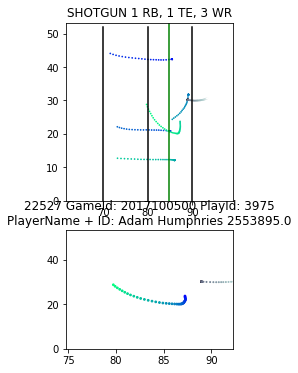 SHOTGUN 1 RB, 1 TE, 3 WR
50
40
30
20
10
0
70 80 90
22527 GameId: 2017100500 PlayId: 3975
PlayerName + ID: Adam Humphries 2553895.0
40
20
0
75 80 85 90